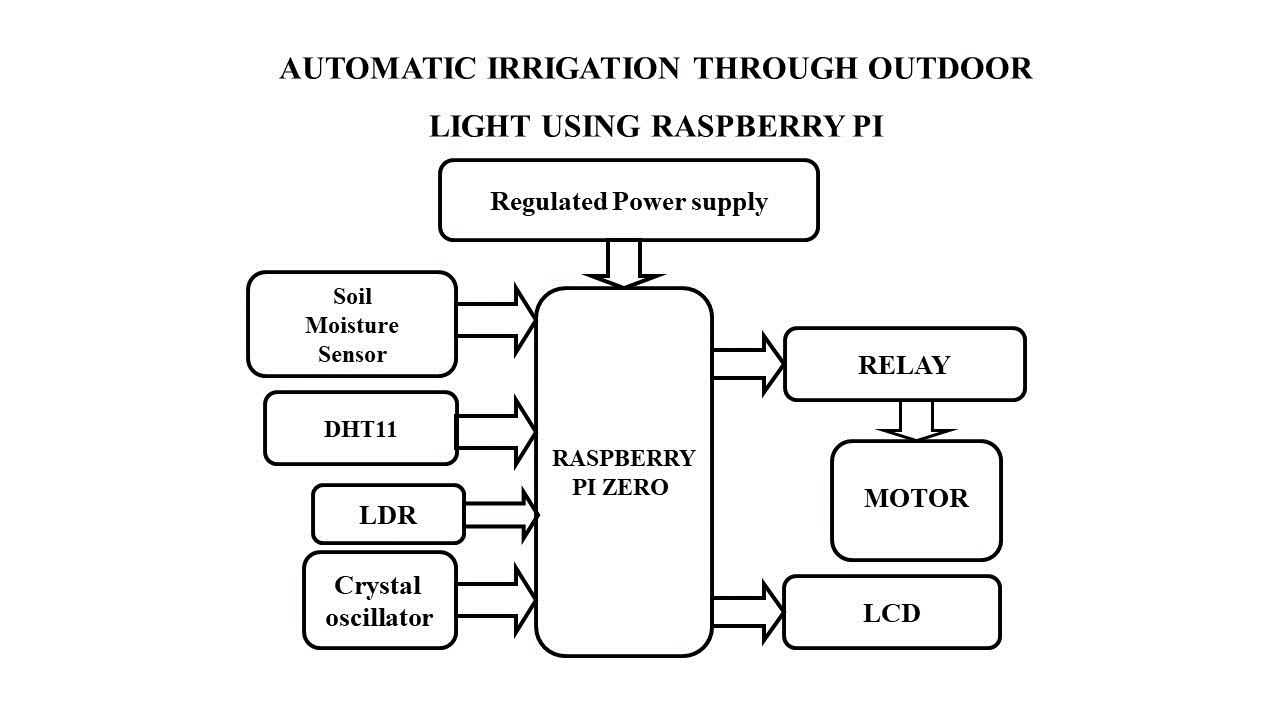 AUTOMATIC IRRIGATION THROUGH OUTDOOR
LIGHT USING RASPBERRY PI
Regulated Power supply
Soil
Moisture
Sensor
DHT11
LDR
Crystal
oscillator
RASPBERRY
PI ZERO
RELAY
MOTOR
LCD